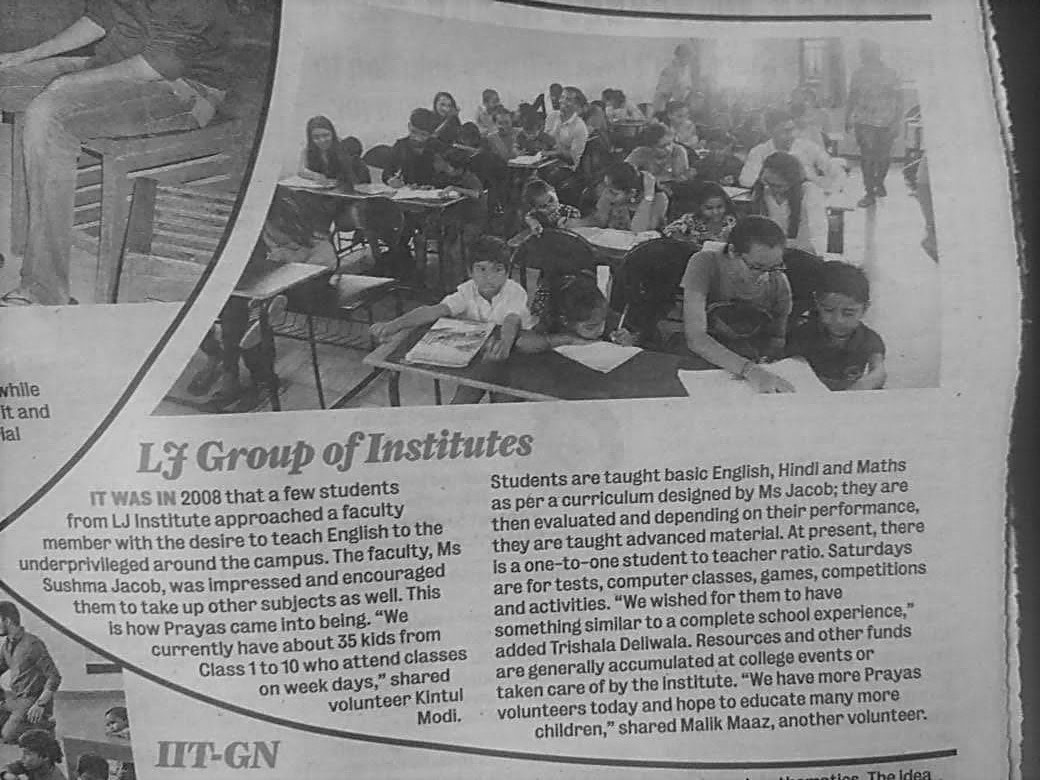 while
it and
ial
LJ Group of Institutes
IT WAS IN 2008 that a few students
from LJ Institute approached a faculty
member with the desire to teach English to the
underprivileged around the campus. The faculty, Ms
Sushma Jacob, was impressed and encouraged
them to take up other subjects as well. This
is how Prayas came into being. “We
currently have about 35 kids from
Class 1 to 10 who attend classes
on week days,” shared
volunteer Kintul
Modi.
Students are taught basic English, Hindi and Maths
as per a curriculum designed by Ms Jacob; they are
then evaluated and depending on their performance,
they are taught advanced material. At present, there
is a one-to-one student to teacher ratio. Saturdays
are for tests, computer classes, games, competitions
and activities. “We wished for them to have
something similar to a complete school experience,”
added Trishala Deliwala. Resources and other funds
are generally accumulated at college events or
taken care of by the institute. “We have more Prayas
volunteers today and hope to educate many more
children,” shared Malik Maaz, another volunteer.
IIT-GN
The idea